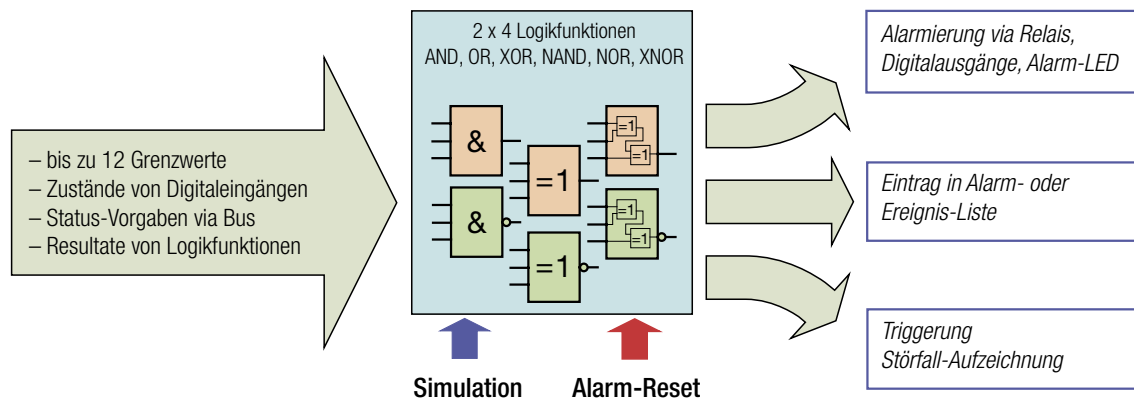 – bis zu 12 Grenzwerte
– Zustände von Digitaleingängen
– Status-Vorgaben via Bus
– Resultate von Logikfunktionen
2 x 4 Logikfunktionen
AND, OR, XOR, NAND, NOR, XNOR
&
=1
=1
=1
&
=1
=1
=1
Simulation
Alarm-Reset
Alarmierung via Relais,
Digitalausgänge, Alarm-LED
Eintrag in Alarm- oder
Ereignis-Liste
Triggerung
Störfall-Aufzeichnung